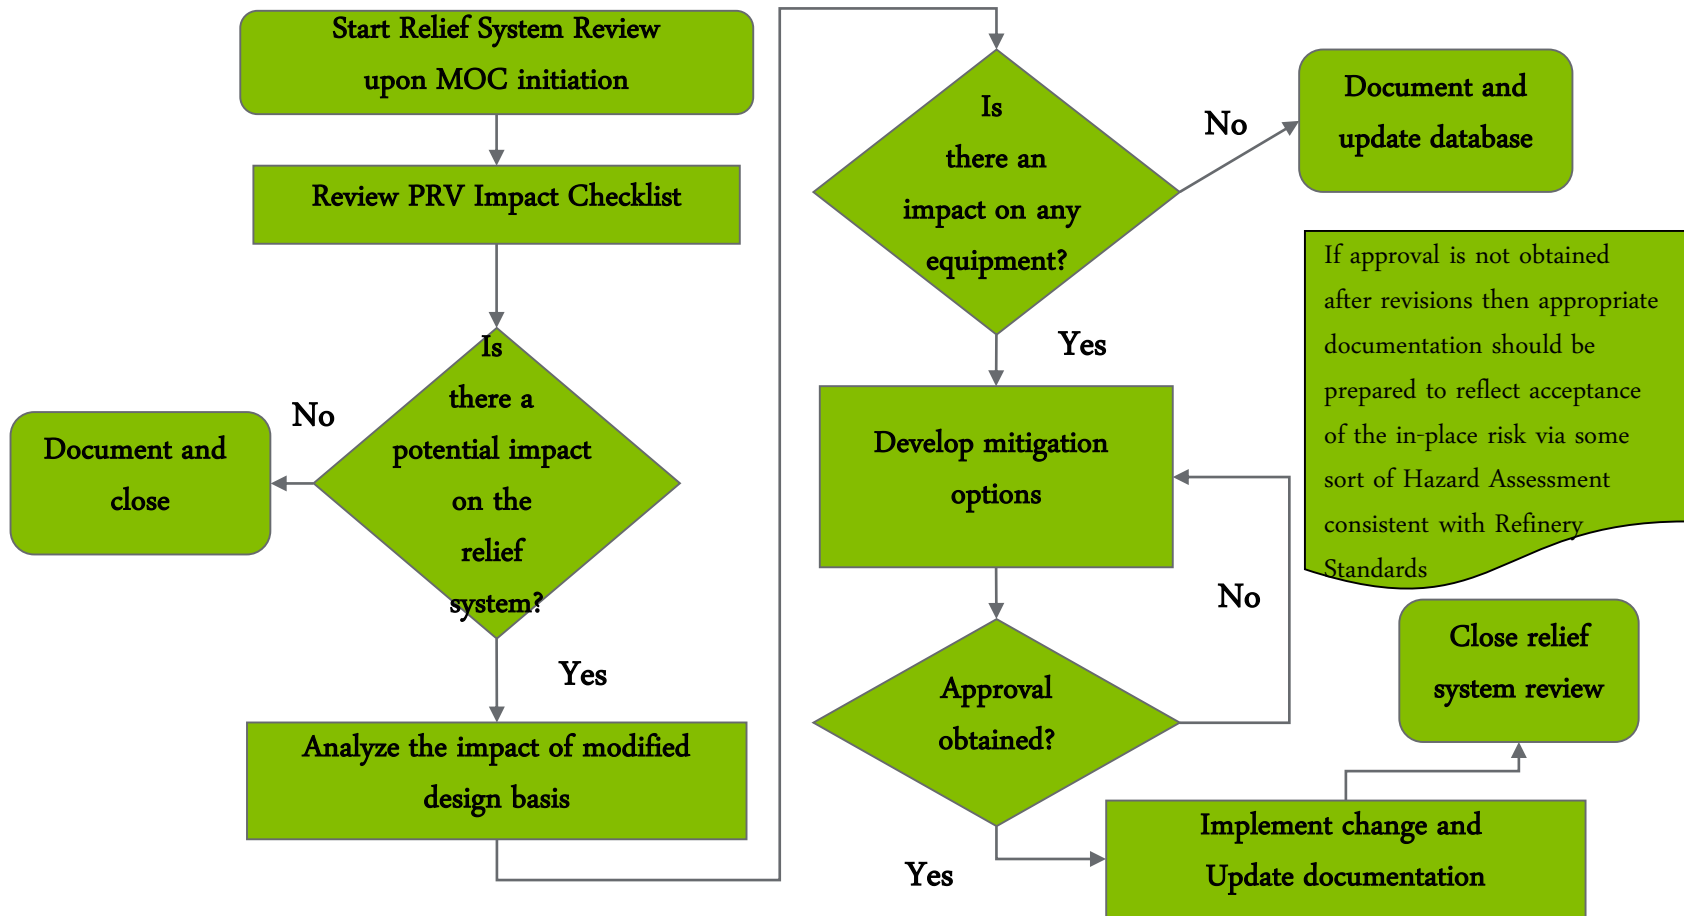 Start Relief System Review
upon MOC initiation
Review PRV Impact Checklist
Is
there a
potential impact
on the
relief
system?
No
Document and
close
Yes
Analyze the impact of modified
design basis
Is
there an
impact on any
equipment?
No
Document and
update database
Yes
Develop mitigation
options
Approval
obtained?
No
Yes
Implement change and
Update documentation
Close relief
system review
If approval is not obtained
after revisions then appropriate
documentation should be
prepared to reflect acceptance
of the in-place risk via some
sort of Hazard Assessment
consistent with Refinery
Standards